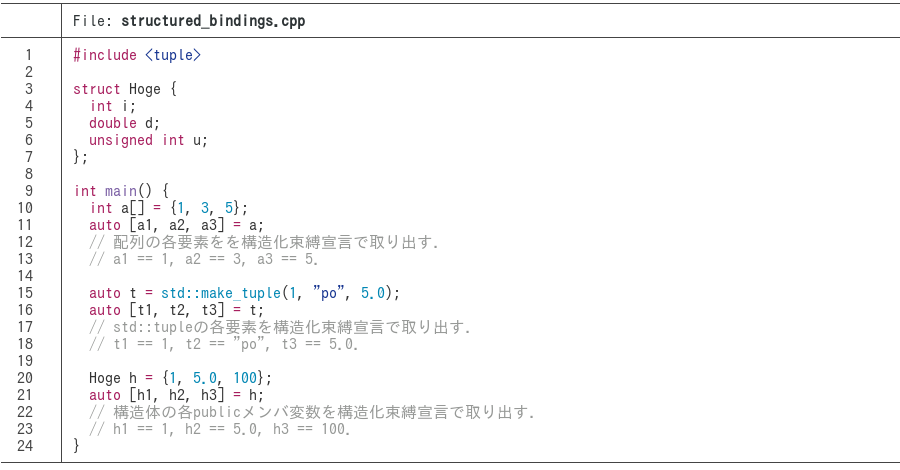 File: structured_bindings.cpp
1 #include <tuple>
2
3 struct Hoge {
4   int i;
5   double d;
6   unsigned int u;
7 };
8
9 int main() {
10   int a[] = {1, 3, 5};
11   auto [a1, a2, a3] = a;
12   // 配列の各要素をを構造化束縛宣言で取り出す.
13   // a1 == 1, a2 == 3, a3 == 5.
14
15   auto t = std::make_tuple(1, "po", 5.0);
16   auto [t1, t2, t3] = t;
17   // std::tupleの各要素を構造化束縛宣言で取り出す.
18   // t1 == 1, t2 == "po", t3 == 5.0.
19
20   Hoge h = {1, 5.0, 100};
21   auto [h1, h2, h3] = h;
22   // 構造体の各publicメンバ変数を構造化束縛宣言で取り出す.
23   // h1 == 1, h2 == 5.0, h3 == 100.
24 }